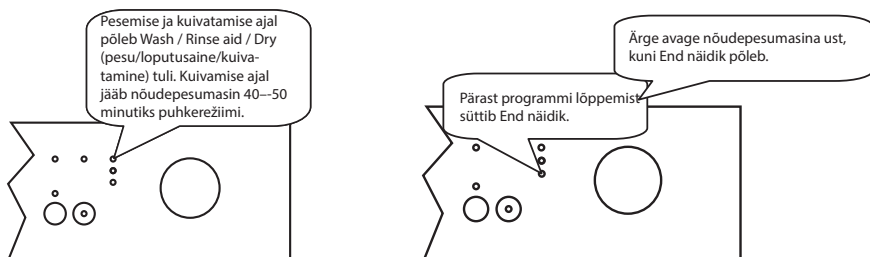 Pesemise ja kuivatamise ajal
põleb Wash / Rinse aid / Dry
(pesu/loputusaine/kuiva-
tamine) tuli. Kuivamise ajal
jääb nõudepesumasin 40–-50
minutiks puhkerežiimi.
Ärge avage nõudepesumasina ust,
kuni End näidik põleb.
Pärast programmi lõppemist
süttib End näidik.